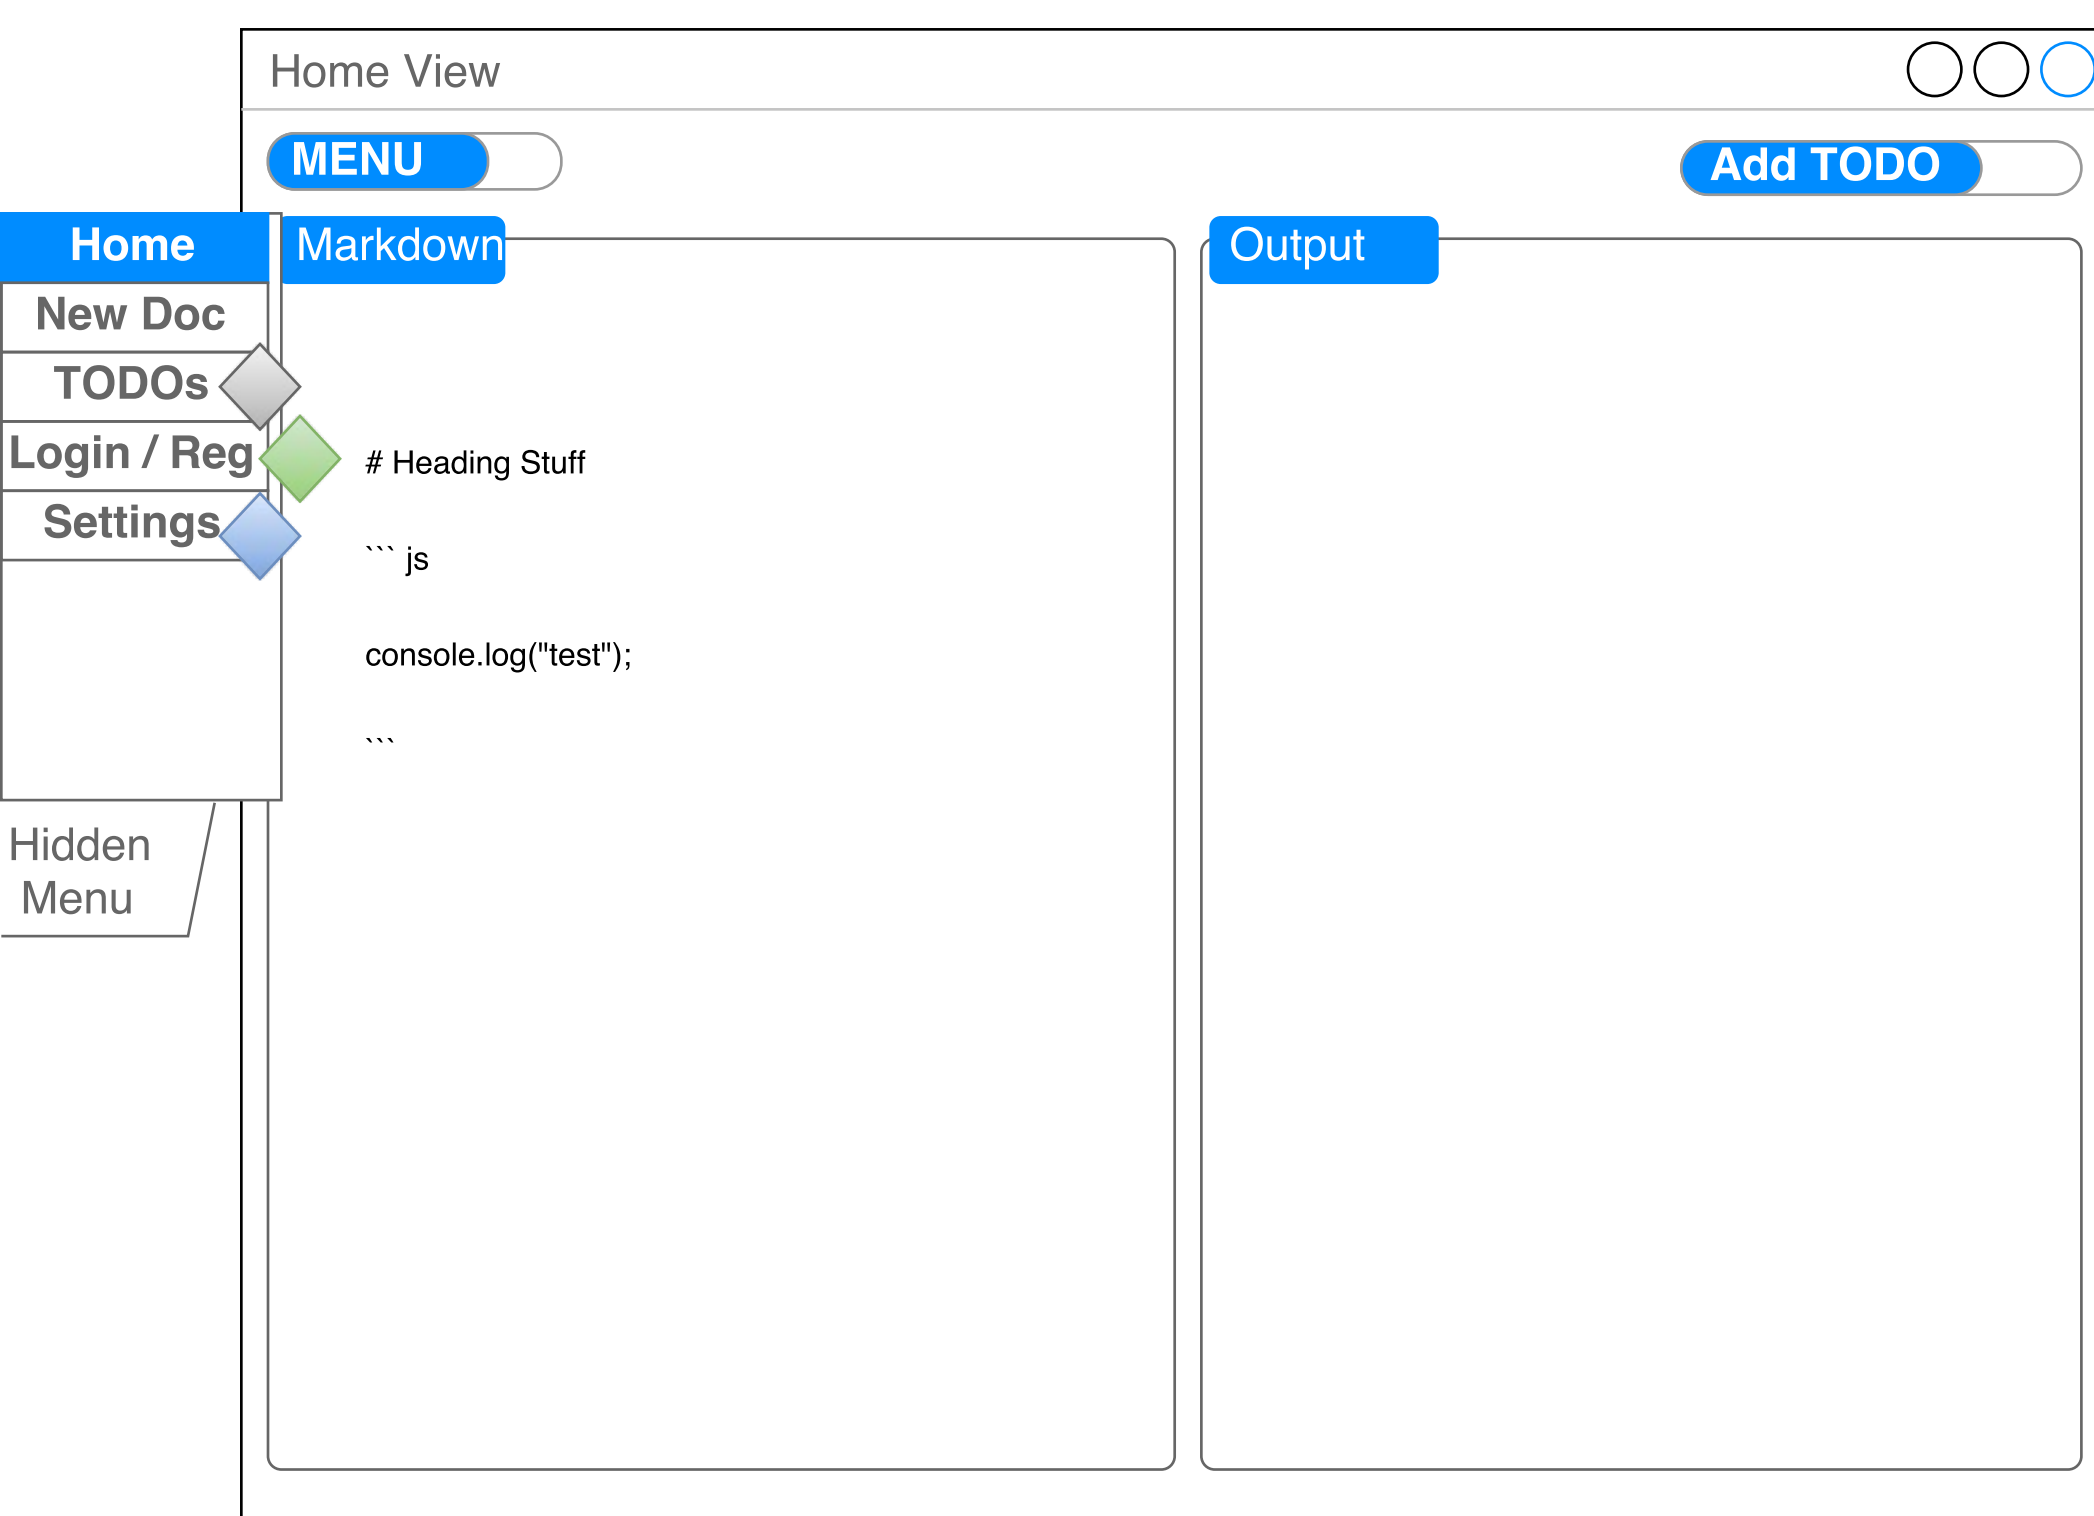 Home View
MENU
Add TODO
Home
New Doc
TODOs
Login / Reg
Settings
Hidden
Menu
Markdown
# Heading Stuff
``` js
console.log("test");
```
Output